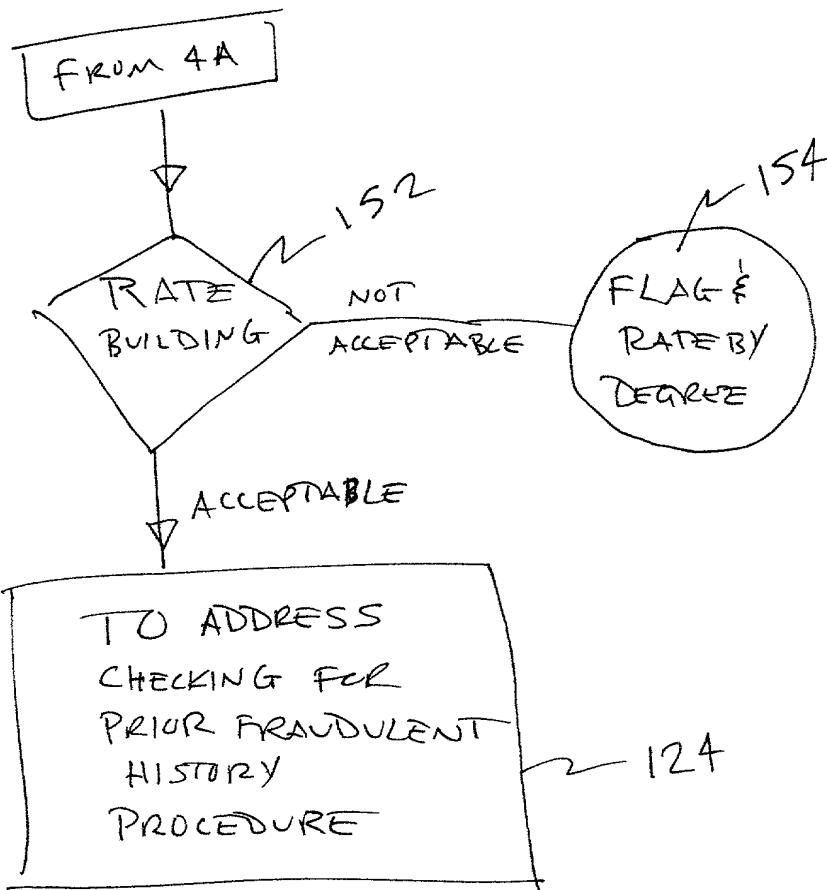 FROM 4A
152
154
RATE
BUILDING
NOT
ACCEPTABLE
FLAG &
RATE BY
DEGREE
ACCEPTABLE
TO ADDRESS
CHECKING FOR
PRIOR FRAUDULENT
HISTORY
PROCEDURE
124